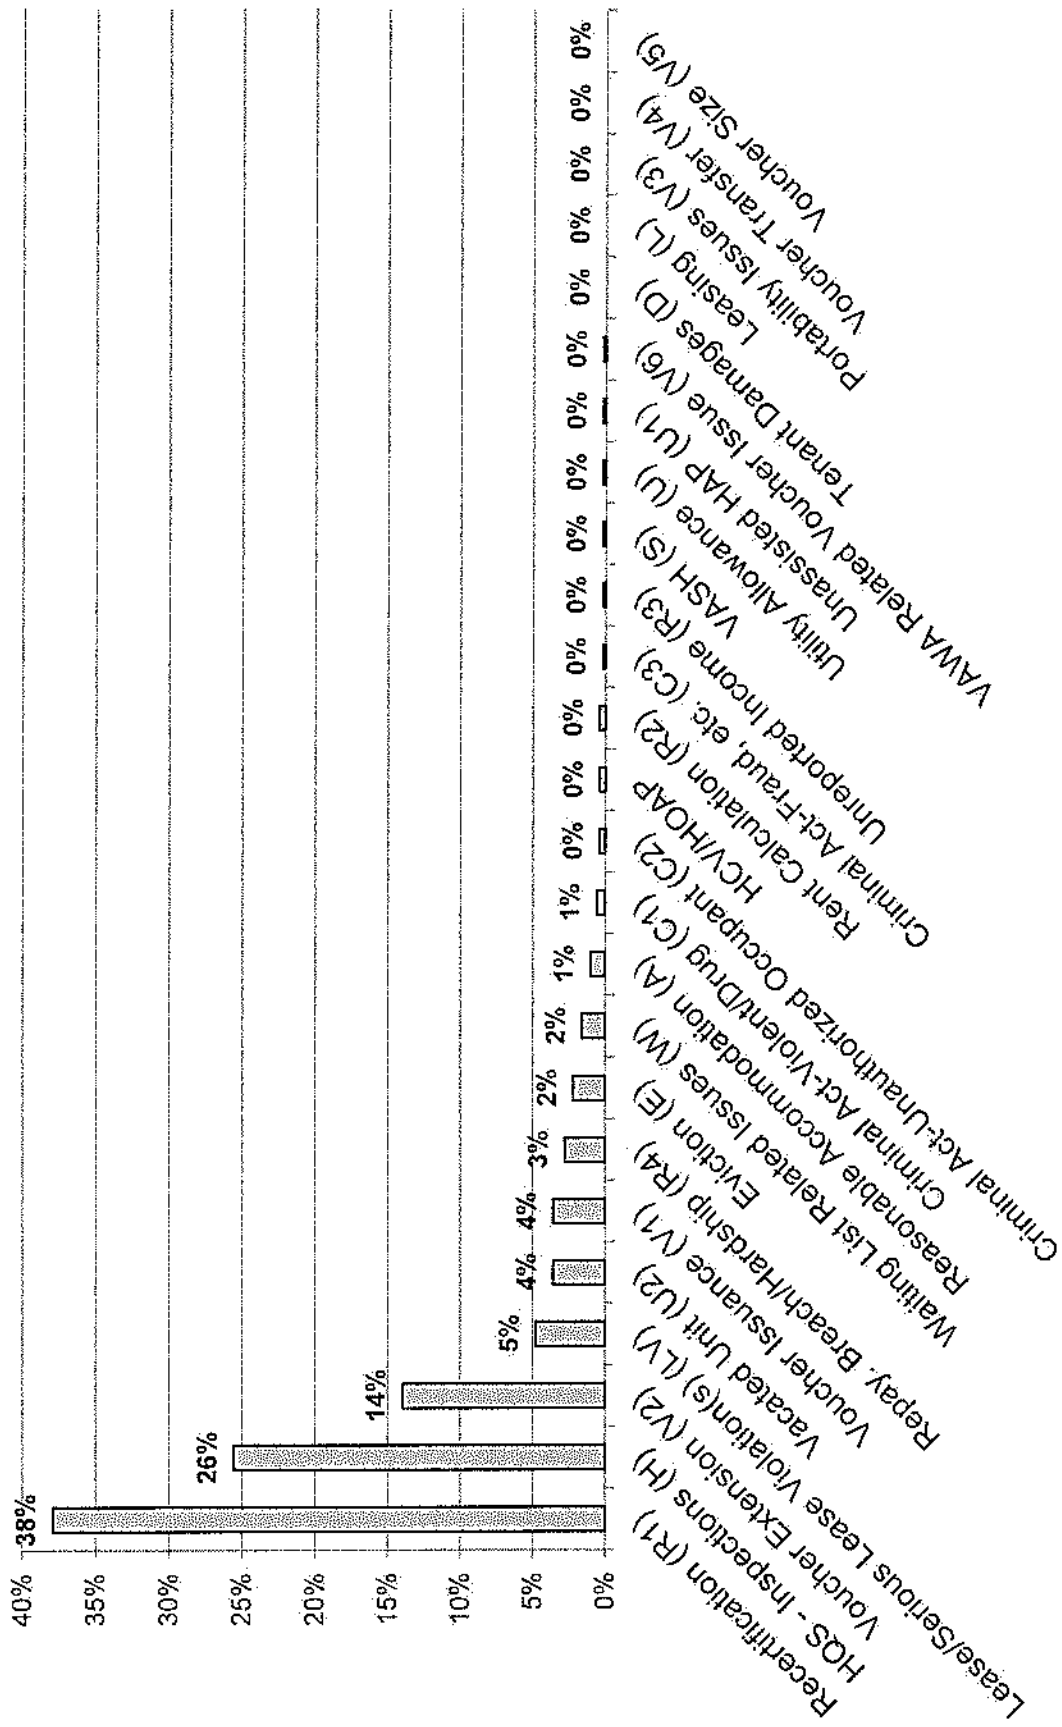 40%
35%
30%
25%
20%
15%
10%
5%
0%
38%
26%
14%
5%
4%
4%
3%
2%
2%
1%
1%
0%
0%
0%
0%
0%
0%
0%
0%
0%
0%
0%
0%
0%
0%
Recertification (R1)
HQS - Inspections (H)
Voucher Extension (V2)
Lease/Serious Lease Violation(s) (LV)
Vacated Unit (U2)
Voucher Issuance (V1)
Repay. Breach/Hardship (R4)
Eviction (E)
Waiting List Related Issues (W)
Reasonable Accommodation (A)
Criminal Act-Violent/Drug (C1)
Criminal Act-Unauthorized Occupant (C2)
HCV/HOAP
Rent Calculation (R2)
Criminal Act-Fraud, etc. (C3)
Unreported Income (R3)
VASH (S)
Utility Allowance (U)
Unassisted HAP (U1)
VAWA Related Voucher Issue (V6)
Tenant Damages (D)
Leasing (L)
Portability Issues (V3)
Voucher Transfer (V4)
Voucher Size (V5)